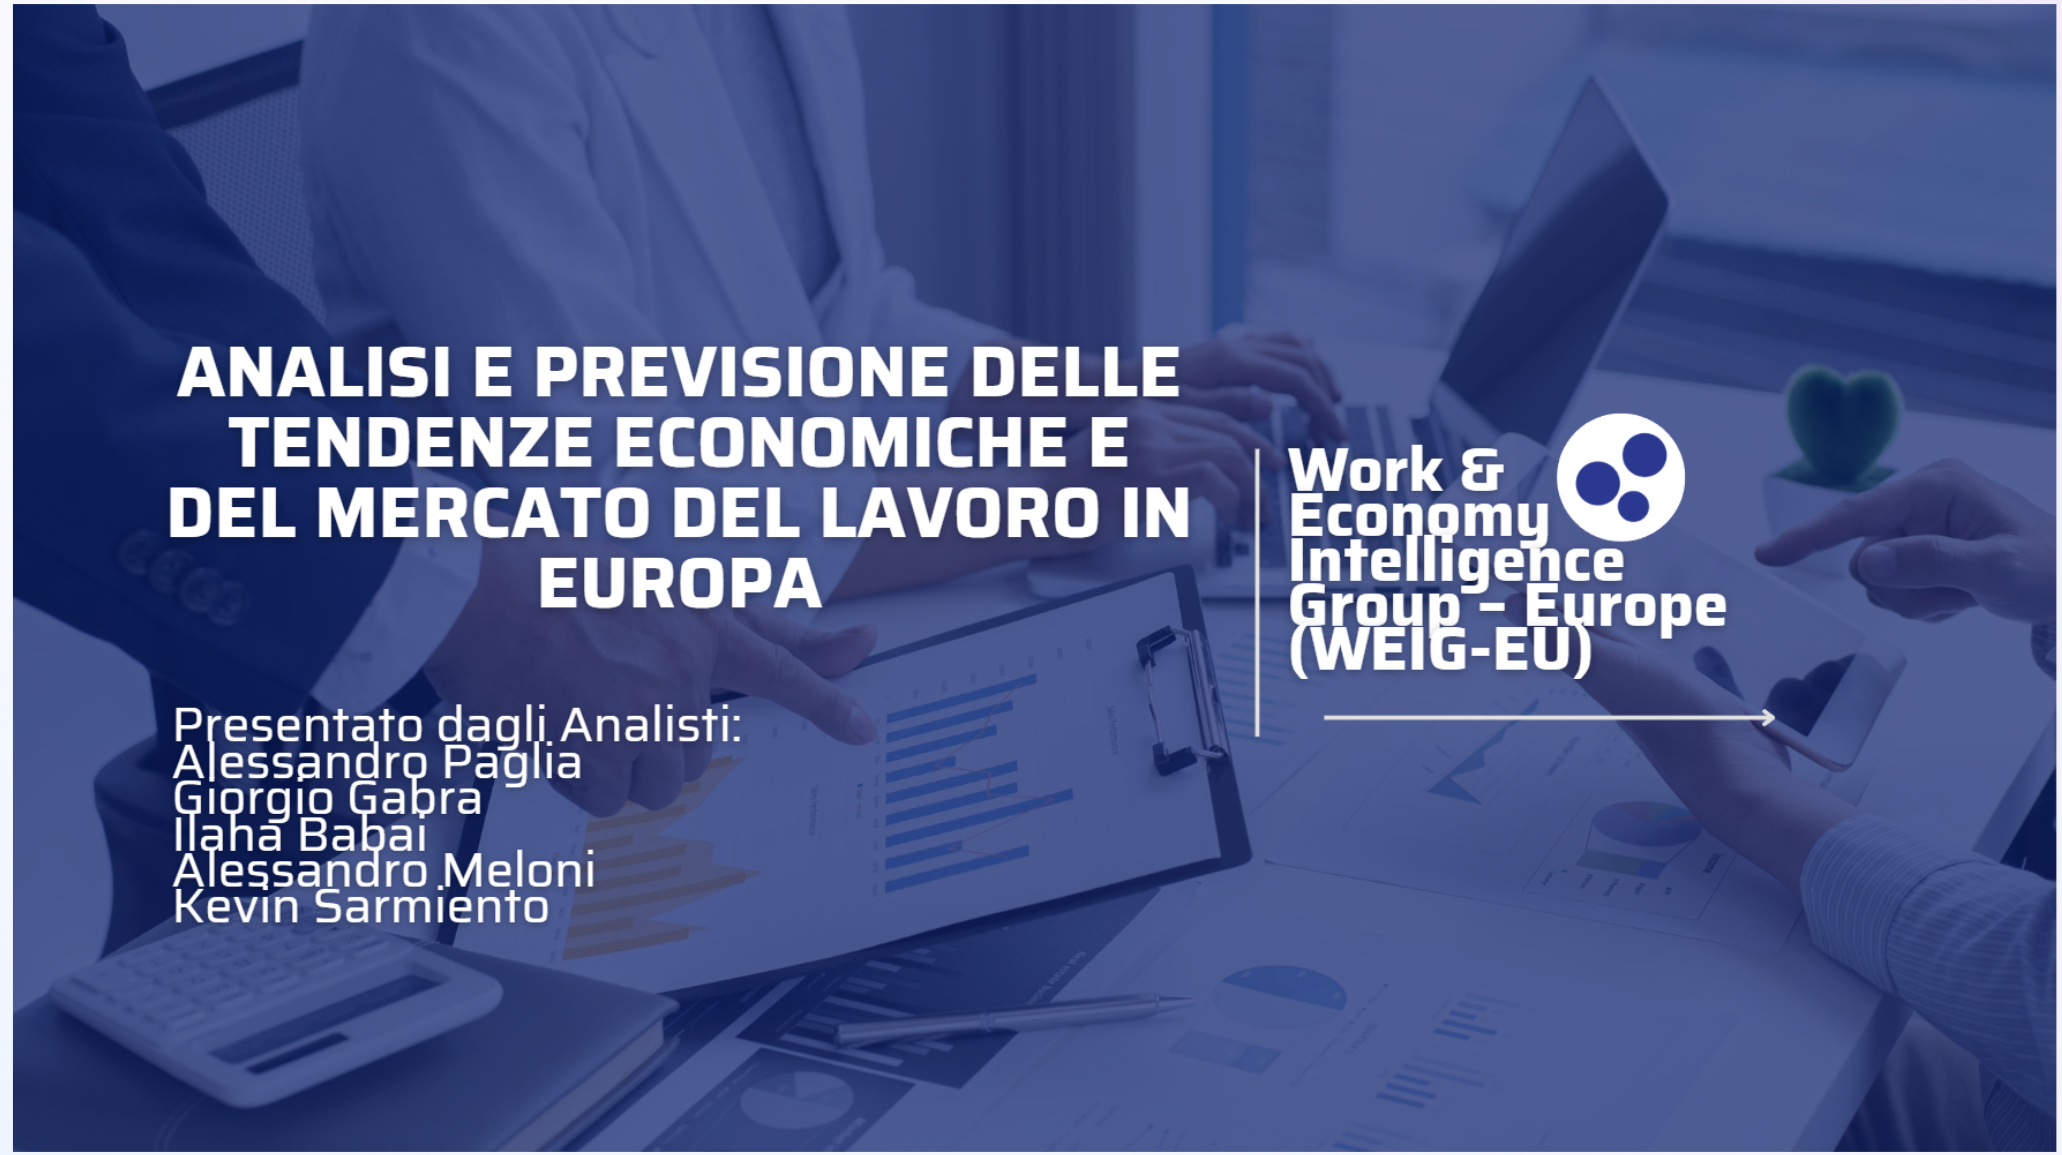 ANALISI E PREVISIONE DELLE
TENDENZE ECONOMICHE E
DEL MERCATO DEL LAVORO IN
EUROPA
Presentato dagli Analisti:
Alessandro Paglia
Giorgio Gabra
Ilaha Babai
Alessandro Meloni
Kevin Sarmiento
Work &
Economy
Intelligence
Group – Europe
(WEIG-EU)